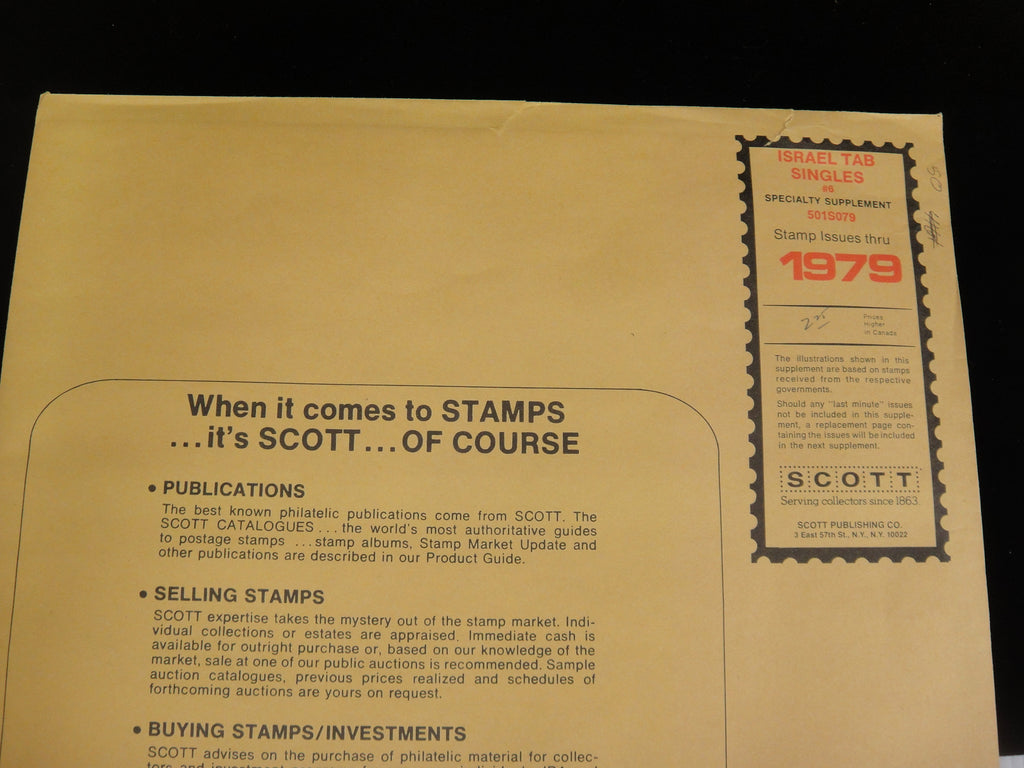 ISRAEL TAB
SINGLES
#6
SPECIALTY SUPPLEMENT
501S079
Stamp Issues thru
1979
Prices
Higher
in Canada
The illustrations shown in this
supplement are based on stamps
received from the respective
governments.
Should any "last minute" issues
not be included in this supple-
ment, a replacement page con-
taining the issues will be included
in the next supplement.
SCOTT
Serving collectors since 1863.
SCOTT PUBLISHING CO.
3 East 57th St., N.Y., N.Y. 10022
50
When it comes to STAMPS
...it's SCOTT...OF COURSE
• PUBLICATIONS
The best known philatelic publications come from SCOTT. The
SCOTT CATALOGUES...the world's most authoritative guides
to postage stamps ...stamp albums, Stamp Market Update and
other publications are described in our Product Guide.
• SELLING STAMPS
SCOTT expertise takes the mystery out of the stamp market. Indi-
vidual collections or estates are appraised. Immediate cash is
available for outright purchase or, based on our knowledge of the
market, sale at one of our public auctions is recommended. Sample
auction catalogues, previous prices realized and schedules of
forthcoming auctions are yours on request.
• BUYING STAMPS/INVESTMENTS
SCOTT advises on the purchase of philatelic material for collec-